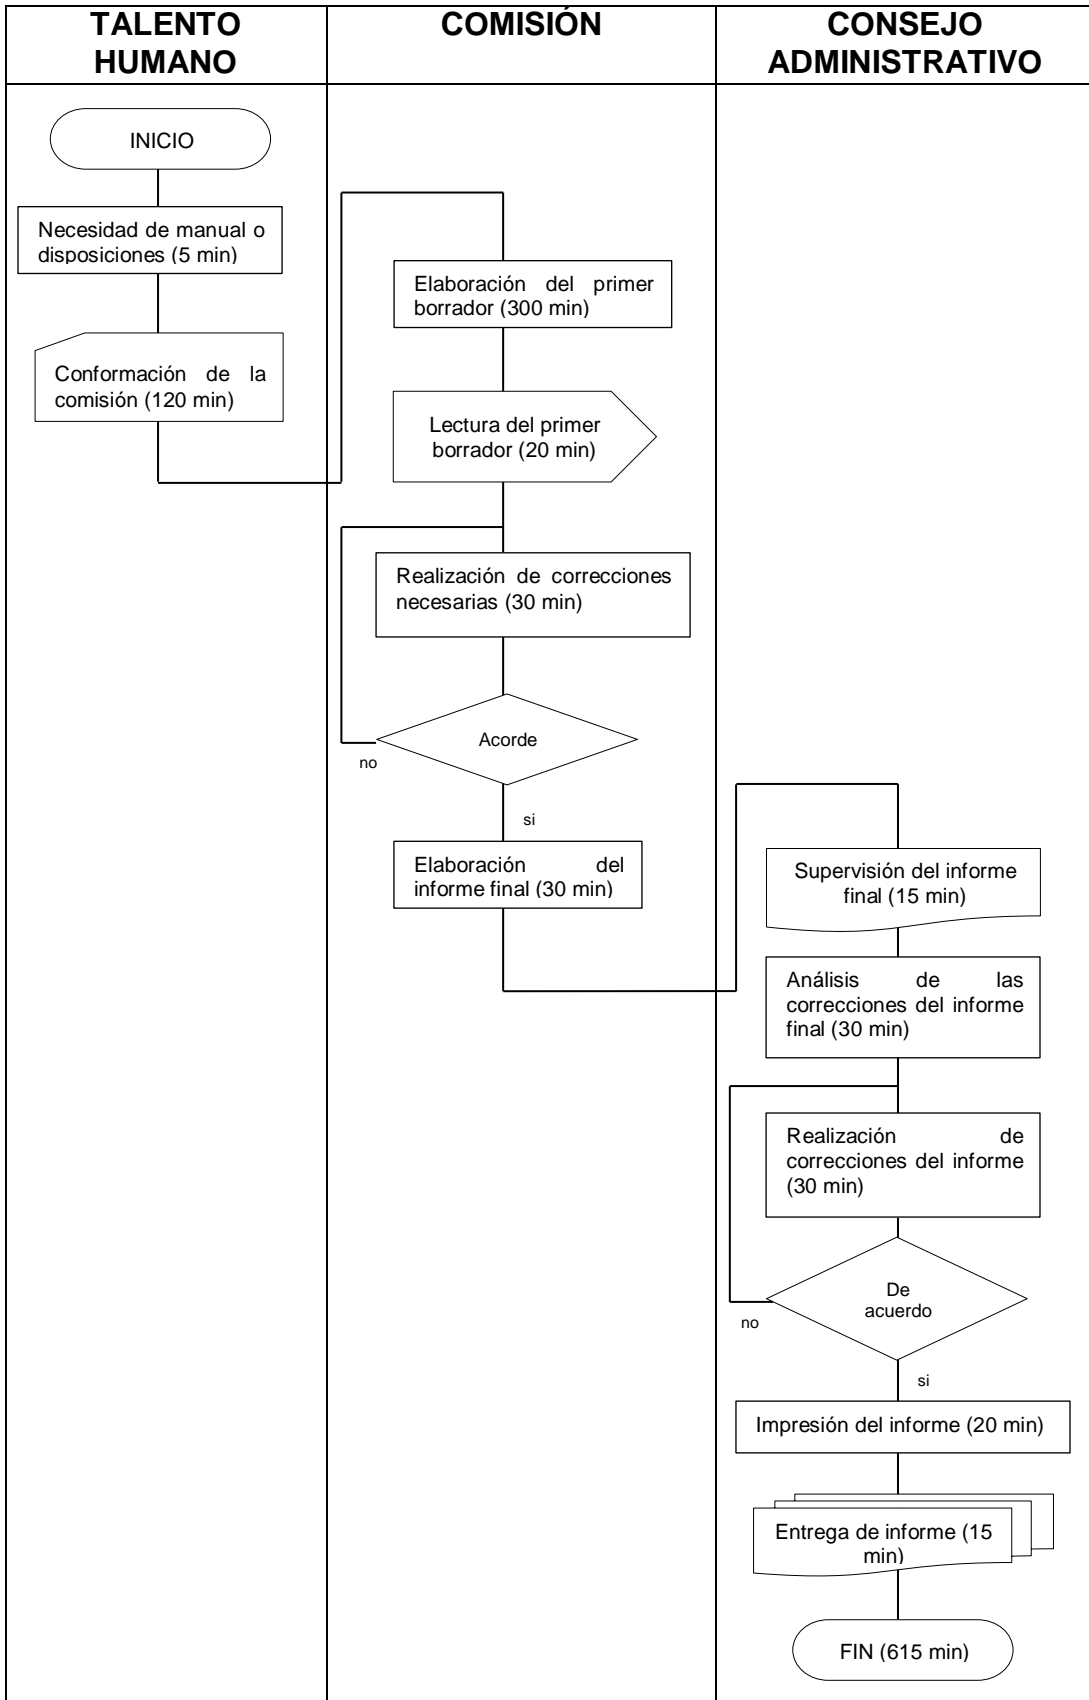 TALENTO
HUMANO
COMISIÓN
CONSEJO
ADMINISTRATIVO
INICIO
Necesidad de manual o
disposiciones (5 min)
Conformación de la
comisión (120 min)
Elaboración del primer
borrador (300 min)
Lectura del primer
borrador (20 min)
Realización de correcciones
necesarias (30 min)
Acorde
no
si
Elaboración del
informe final (30 min)
Supervisión del informe
final (15 min)
Análisis de las
correcciones del informe
final (30 min)
Realización de
correcciones del informe
(30 min)
De
acuerdo
no
si
Impresión del informe (20 min)
Entrega de informe (15
min)
FIN (615 min)